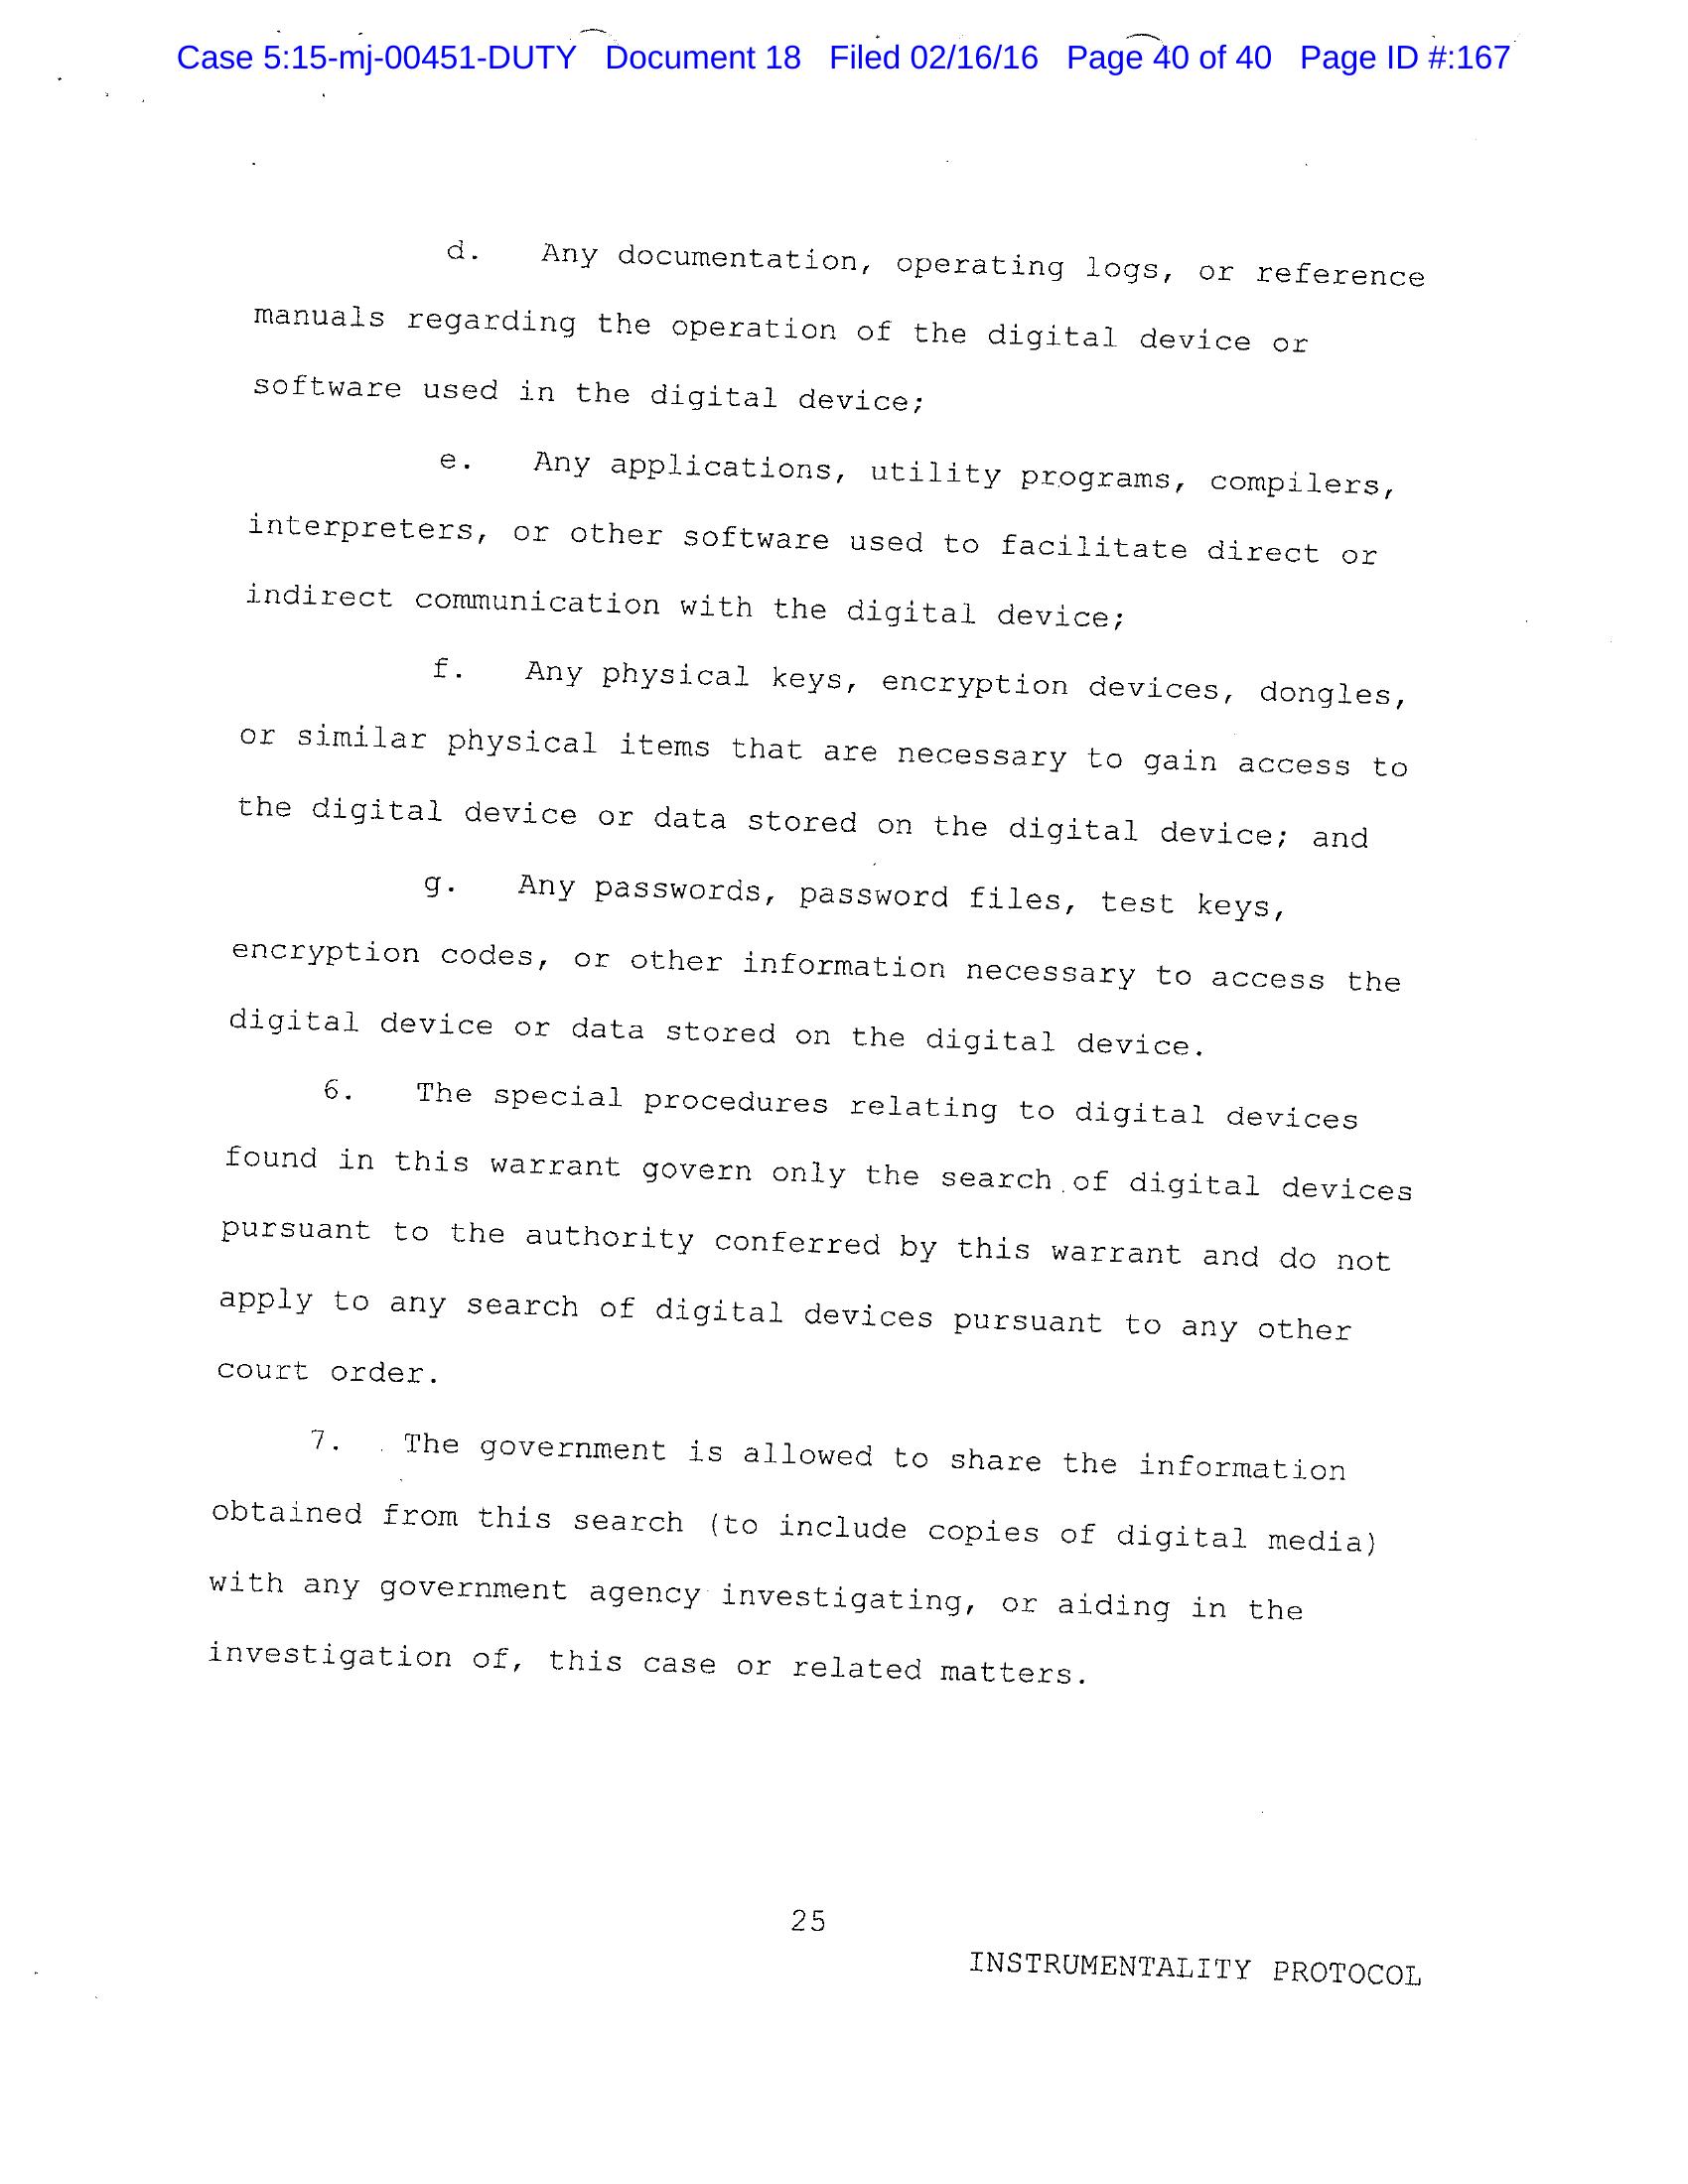 Case 5:15-mj-00451-DUTY Document 18 Filed 02/16/16 Page 40 of 40 Page ID #:167
d. Any documentation, operating logs, or reference
manuals regarding the operation of the digital device or
software used in the digital device;
e. Any applications, utility programs, compilers,
interpreters, or other software used to facilitate direct or
indirect communication with the digital device;
f. Any physical keys, encryption devices, dongles,
or similar physical items that are necessary to gain access to
the digital device or data stored on the digital device; and
g. Any passwords, password files, test keys,
encryption codes, or other information necessary to access the
digital device or data stored on the digital device.
6. The special procedures relating to digital devices
found in this warrant govern only the search of digital devices
pursuant to the authority conferred by this warrant and do not
apply to any search of digital devices pursuant to any other
court order.
7. The government is allowed to share the information
obtained from this search (to include copies of digital media)
with any government agency investigating, or aiding in the
investigation of, this case or related matters.
25
INSTRUMENTALITY PROTOCOL